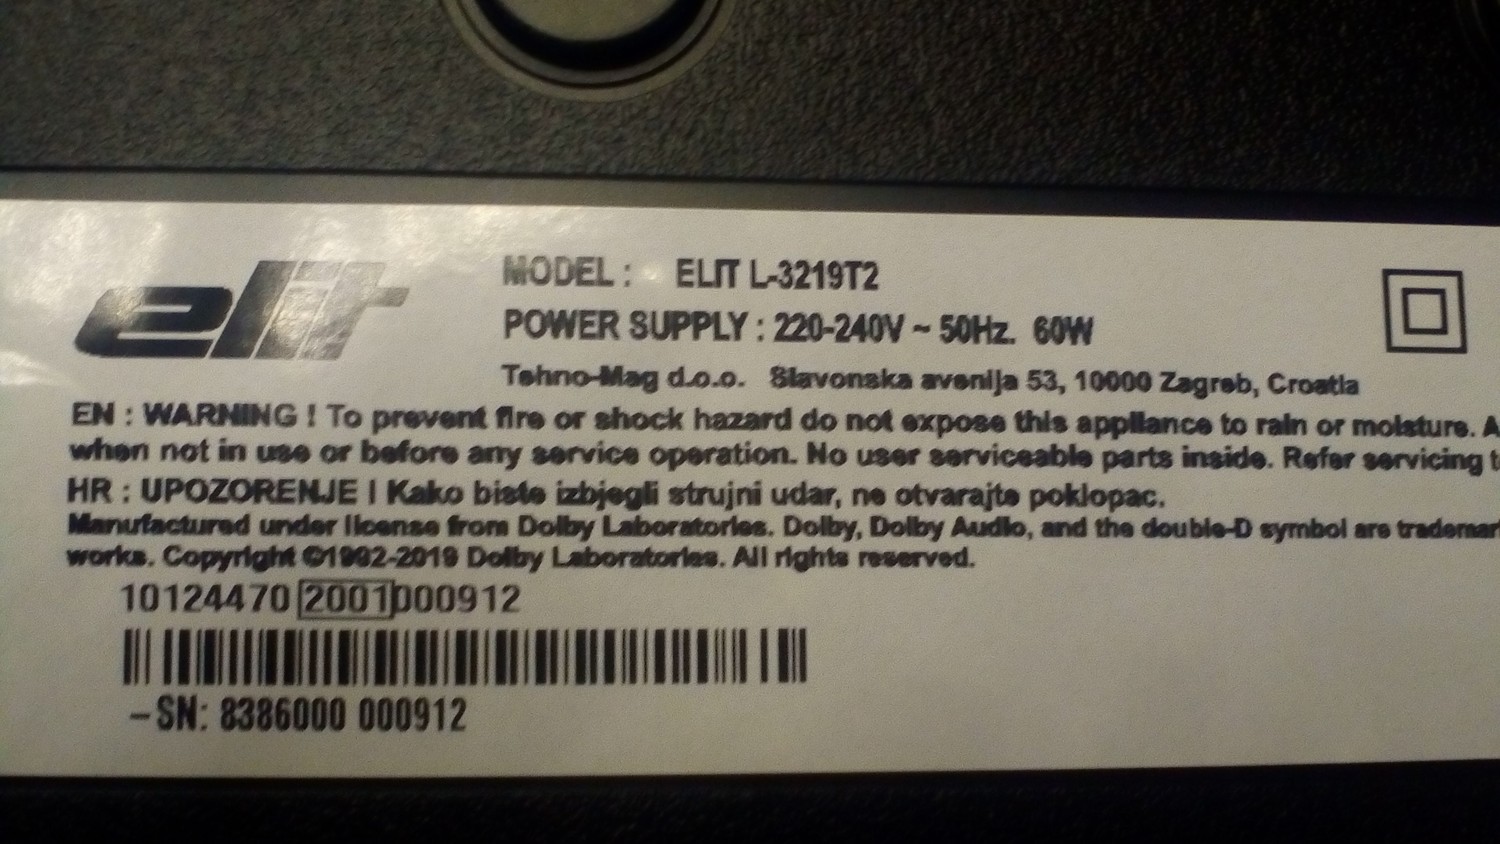 elit
MODEL : ELIT L-3219T2
POWER SUPPLY : 220-240V ~ 50Hz. 60W
Tehno-Mag d.o.o. Slavonska avenija 53, 10000 Zagreb, Croatia
EN : WARNING ! To prevent fire or shock hazard do not expose this appliance to rain or moisture. A
when not in use or before any service operation. No user serviceable parts inside. Refer servicing t
HR : UPOZORENJE ! Kako biste izbjegli strujni udar, ne otvarajte poklopac.
Manufactured under license from Dolby Laboratories. Dolby, Dolby Audio, and the double-D symbol are trademar
works. Copyright ©1992-2019 Dolby Laboratories. All rights reserved.
10124470 2001 000912
–SN: 8386000 000912